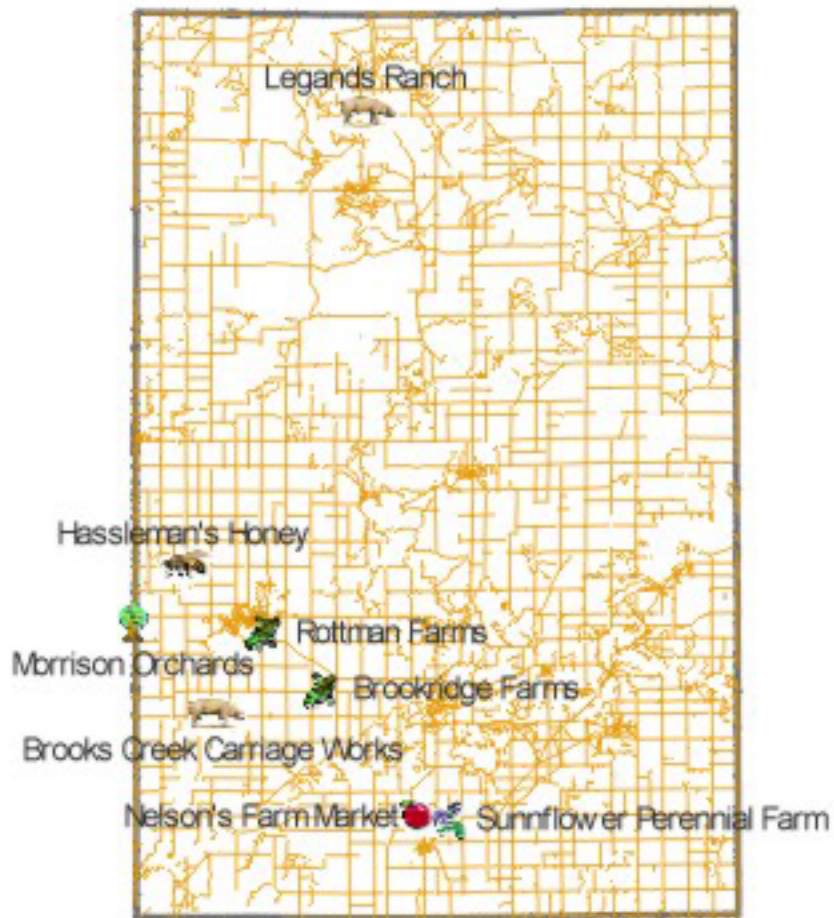 Legands Ranch
Hassleman's Honey
Rottman Farms
Morrison Orchards
Brookridge Farms
Brooks Creek Carriage Works
Nelson's Farm Market
Sunnflower Perennial Farm